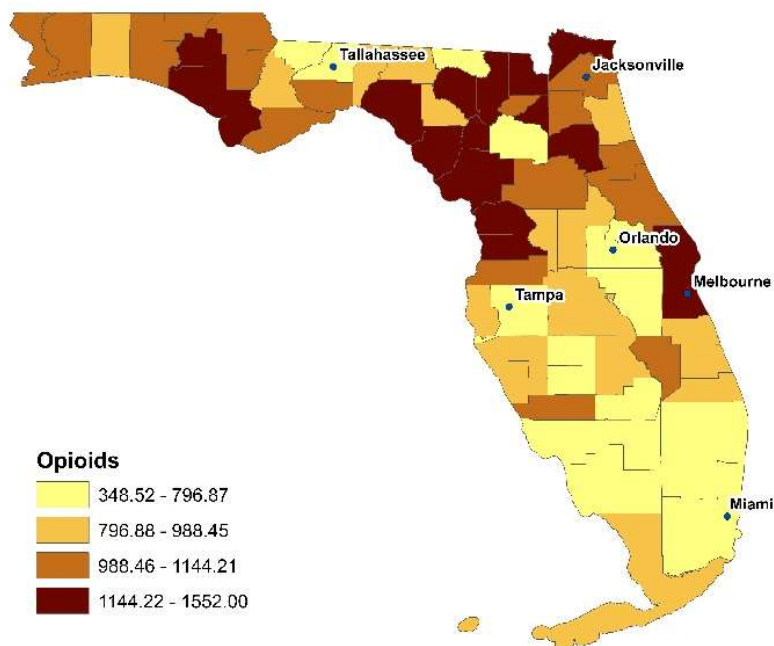 Tallahassee
Jacksonville
Orlando
Melbourne
Tampa
Opioids
348.52 - 796.87
796.88 - 988.45
988.46 - 1144.21
1144.22 - 1552.00
Miami